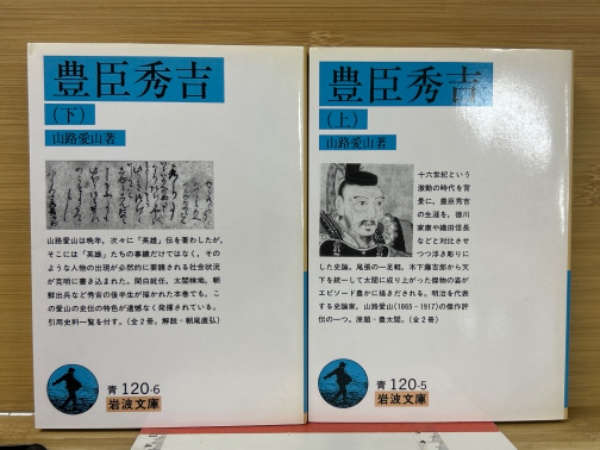 豊臣秀吉
(下)
山路愛山著
山路愛山は晩年、次々に「英雄」伝を著わしたが、
そこには「英雄」たちの事蹟だけではなく、その
ような人物の出現が必然的に要請される社会状況
が克明に書き込まれた。関白就任、太閤検地、朝
鮮出兵など秀吉の後半生が描かれた本巻でも、こ
の愛山の史伝の特色が遺憾なく発揮されている。
引用史料一覧を付す。(全2冊。解説・朝尾直弘)
青 120-6
岩波文庫
豊臣秀吉
(上)
山路愛山著
十六世紀という
激動の時代を背
景に、豊臣秀吉
の生涯を、徳川
家康や織田信長
などと対比させ
つつ浮き彫りに
した史論。尾張の一足軽、木下藤吉郎から天
下を統一して太閤に成り上がった傑物の姿が
エピソード豊かに描きだされる。明治を代表
する史論家、山路愛山(1865-1917)の傑作評
伝の一つ。原題・豊太閤。(全2冊)
青 120-5
岩波文庫